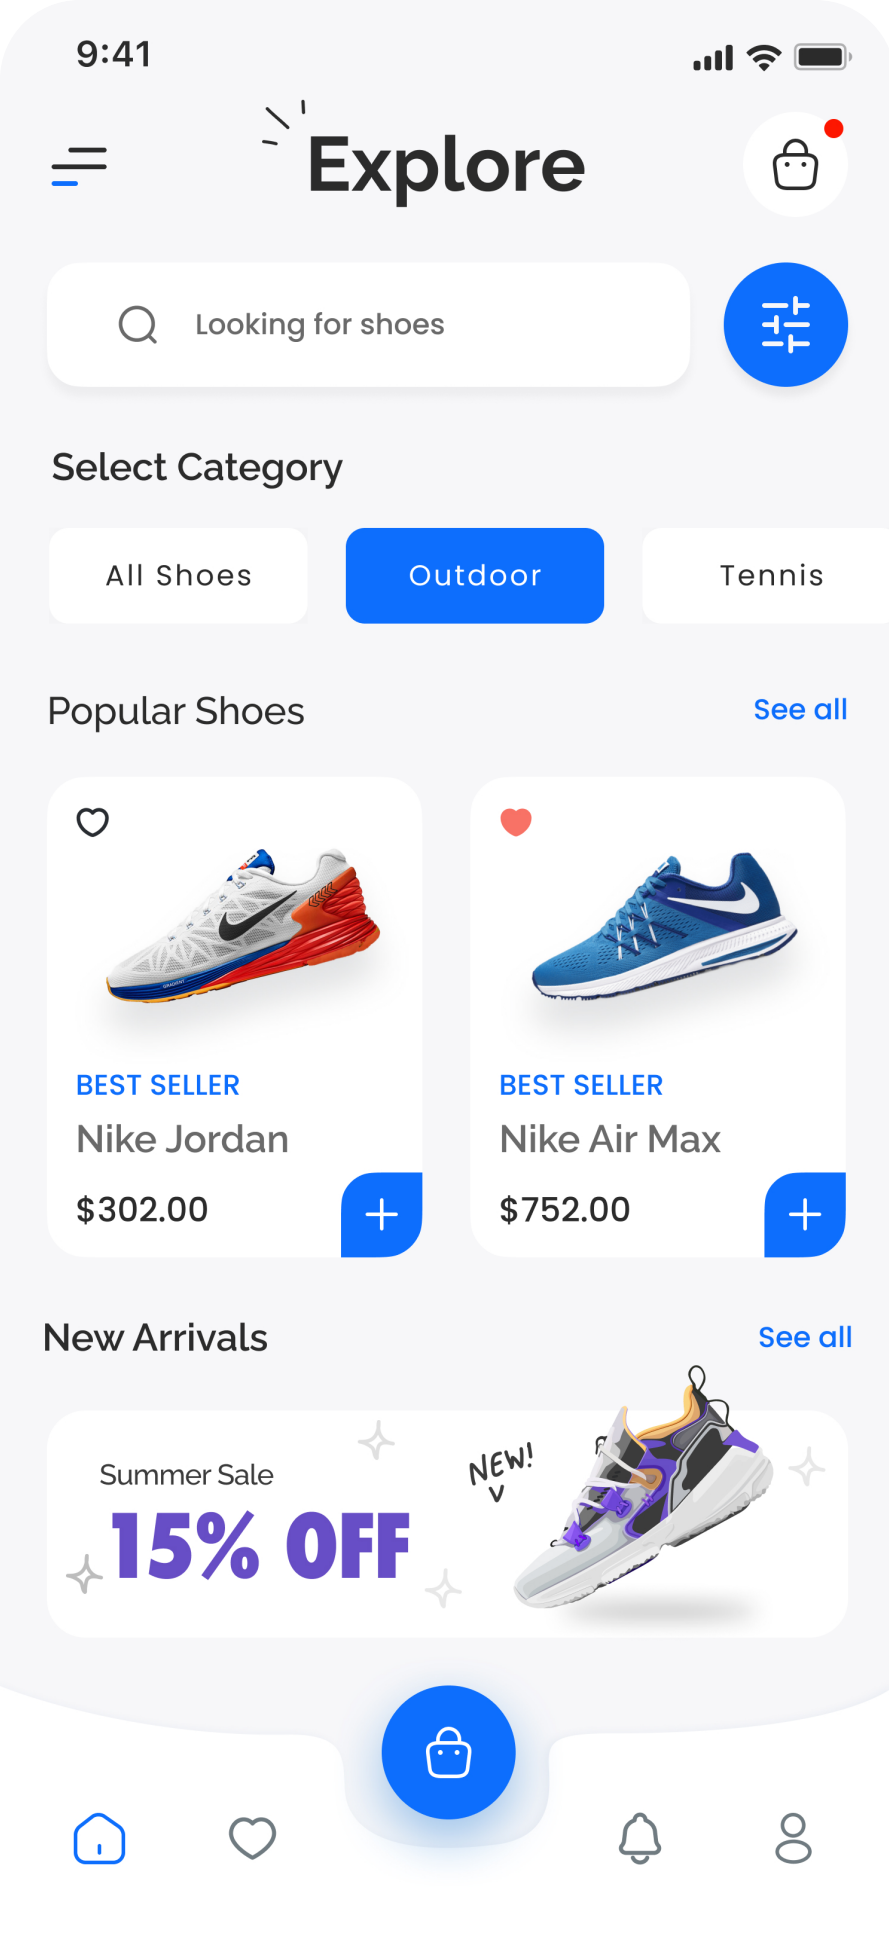 9:41
Explore
Looking for shoes
Select Category
All Shoes
Outdoor
Tennis
Popular Shoes
See all
BEST SELLER
Nike Jordan
$302.00
BEST SELLER
Nike Air Max
$752.00
New Arrivals
See all
Summer Sale
15% OFF
NEW!